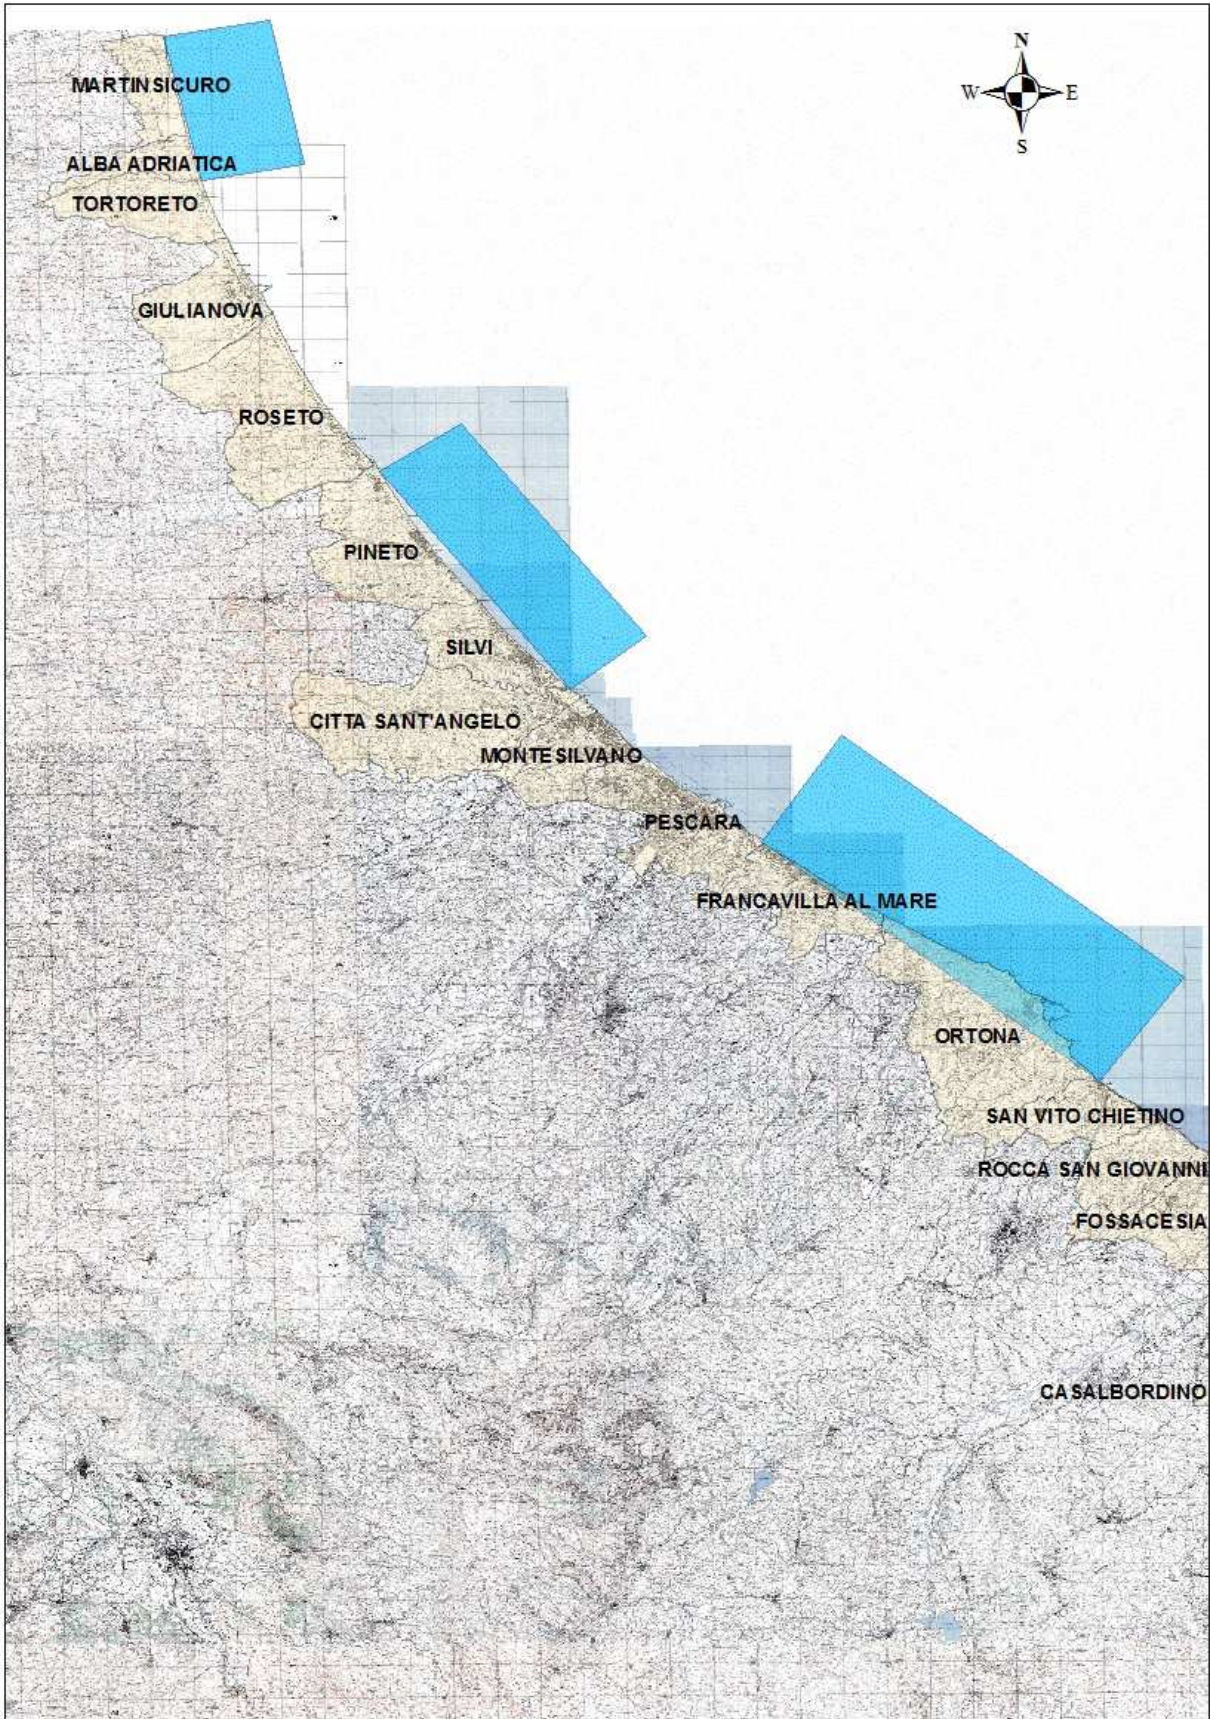 N
W E
S
MARTINSICURO
ALBA ADRIATICA
TORTORETO
GIULIANOVA
ROSETO
PINETO
SILVI
CITTA SANT'ANGELO
MONTESILVANO
PESCARA
FRANCAVILLA AL MARE
ORTONA
SAN VITO CHIETINO
ROCCA SAN GIOVANNI
FOSSACESIA
CASALBORDINO